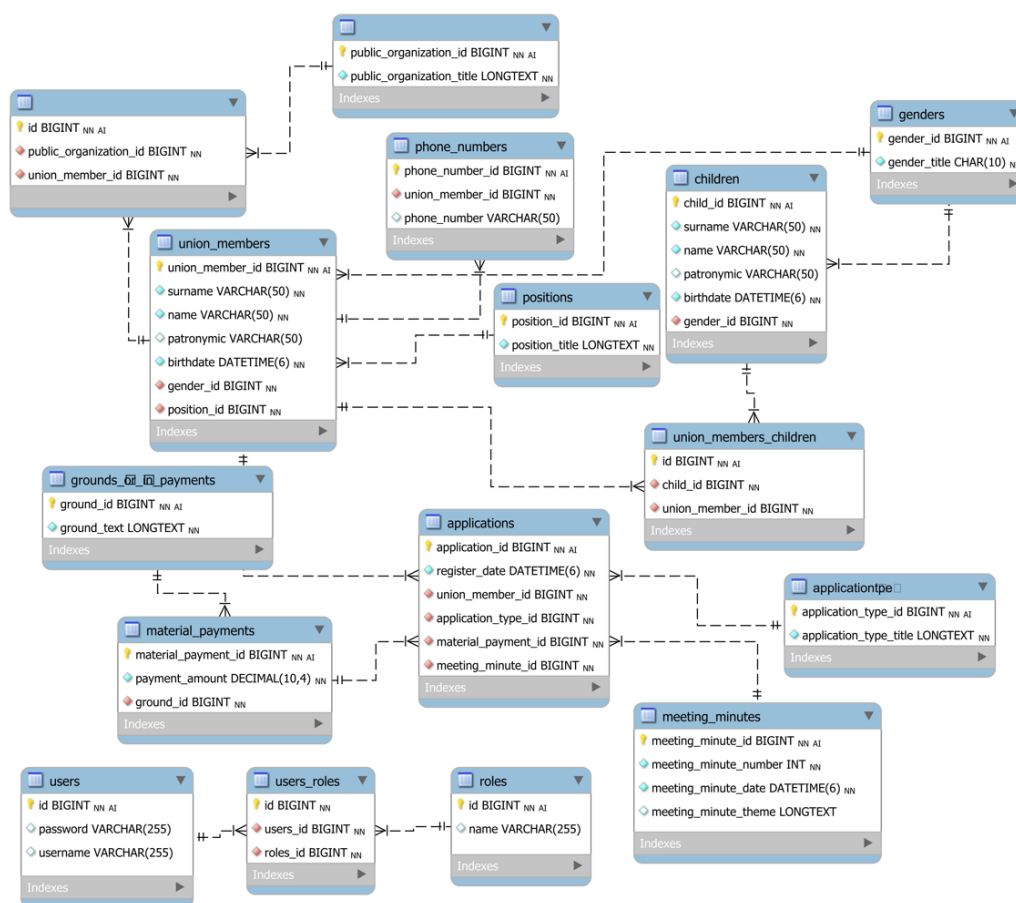 public_organization_id BIGINT NN AI
public_organization_title LONGTEXT NN
Indexes
id BIGINT NN AI
public_organization_id BIGINT NN
union_member_id BIGINT NN
phone_numbers
phone_number_id BIGINT NN AI
union_member_id BIGINT NN
phone_number VARCHAR(50)
Indexes
genders
gender_id BIGINT NN AI
gender_title CHAR(10)
Indexes
children
child_id BIGINT NN AI
surname VARCHAR(50) NN
name VARCHAR(50) NN
patronymic VARCHAR(50)
birthdate DATETIME(6) NN
gender_id BIGINT NN
Indexes
union_members
union_member_id BIGINT NN AI
surname VARCHAR(50) NN
name VARCHAR(50) NN
patronymic VARCHAR(50)
birthdate DATETIME(6) NN
gender_id BIGINT NN
position_id BIGINT NN
Indexes
positions
position_id BIGINT NN AI
position_title LONGTEXT NN
Indexes
union_members_children
id BIGINT NN AI
child_id BIGINT NN
union_member_id BIGINT NN
Indexes
grounds_ payments
ground_id BIGINT NN AI
ground_text LONGTEXT NN
Indexes
applications
application_id BIGINT NN AI
register_date DATETIME(6) NN
union_member_id BIGINT NN
application_type_id BIGINT NN
material_payment_id BIGINT NN
meeting_minute_id BIGINT NN
Indexes
application_type_id BIGINT NN AI
application_type_title LONGTEXT NN
Indexes
material_payments
material_payment_id BIGINT NN AI
payment_amount DECIMAL(10,4) NN
ground_id BIGINT NN
Indexes
meeting_minutes
meeting_minute_id BIGINT NN AI
meeting_minute_number INT NN
meeting_minute_date DATETIME(6) NN
meeting_minute_theme LONGTEXT
Indexes
users
id BIGINT NN AI
password VARCHAR(255)
username VARCHAR(255)
Indexes
users_roles
id BIGINT NN
users_id BIGINT NN
roles_id BIGINT NN
Indexes
roles
id BIGINT NN AI
name VARCHAR(255)
Indexes